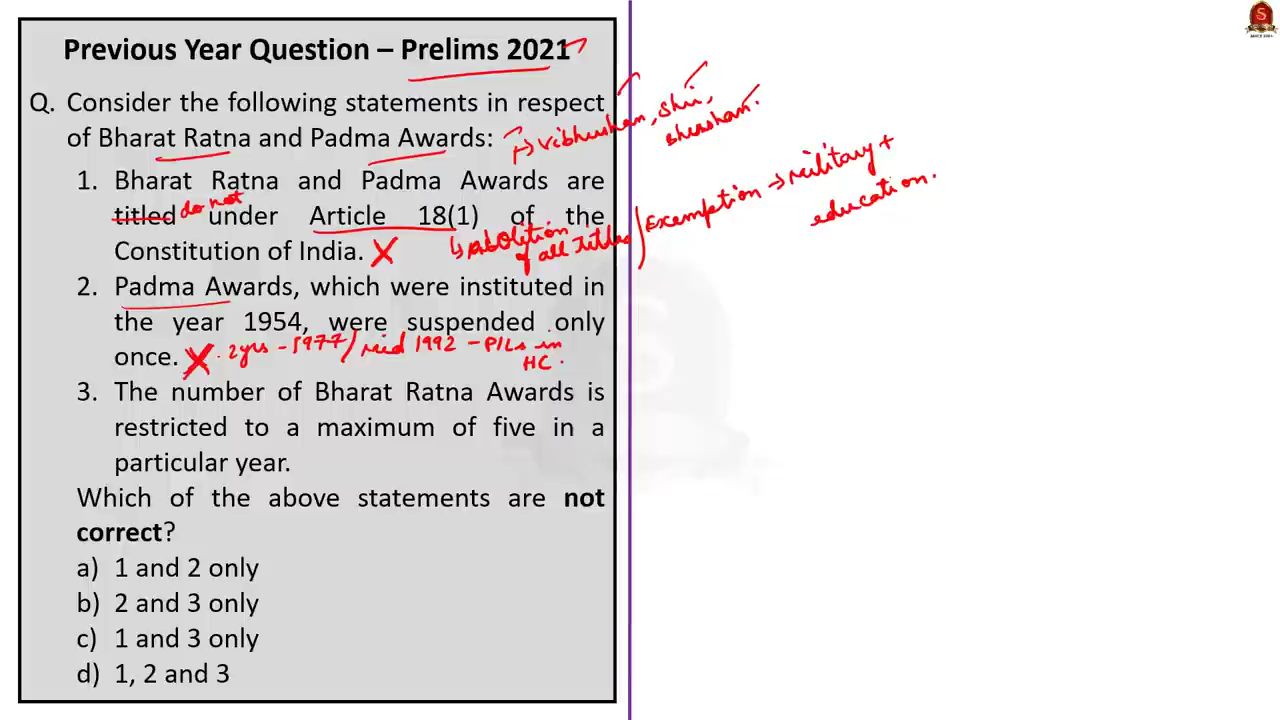 Previous Year Question – Prelims 2021
Q. Consider the following statements in respect
of Bharat Ratna and Padma Awards:
→ Vibhushan, Shri,
Bhushan.
1. Bharat Ratna and Padma Awards are
titled do not under Article 18(1) of the
Constitution of India. X
↳ Abolition
of all Titles
Exemption → Military +
education.
2. Padma Awards, which were instituted in
the year 1954, were suspended only
once. X 2yrs - 1977 / mid 1992 - PILs in
HC.
3. The number of Bharat Ratna Awards is
restricted to a maximum of five in a
particular year.
Which of the above statements are not
correct?
a) 1 and 2 only
b) 2 and 3 only
c) 1 and 3 only
d) 1, 2 and 3